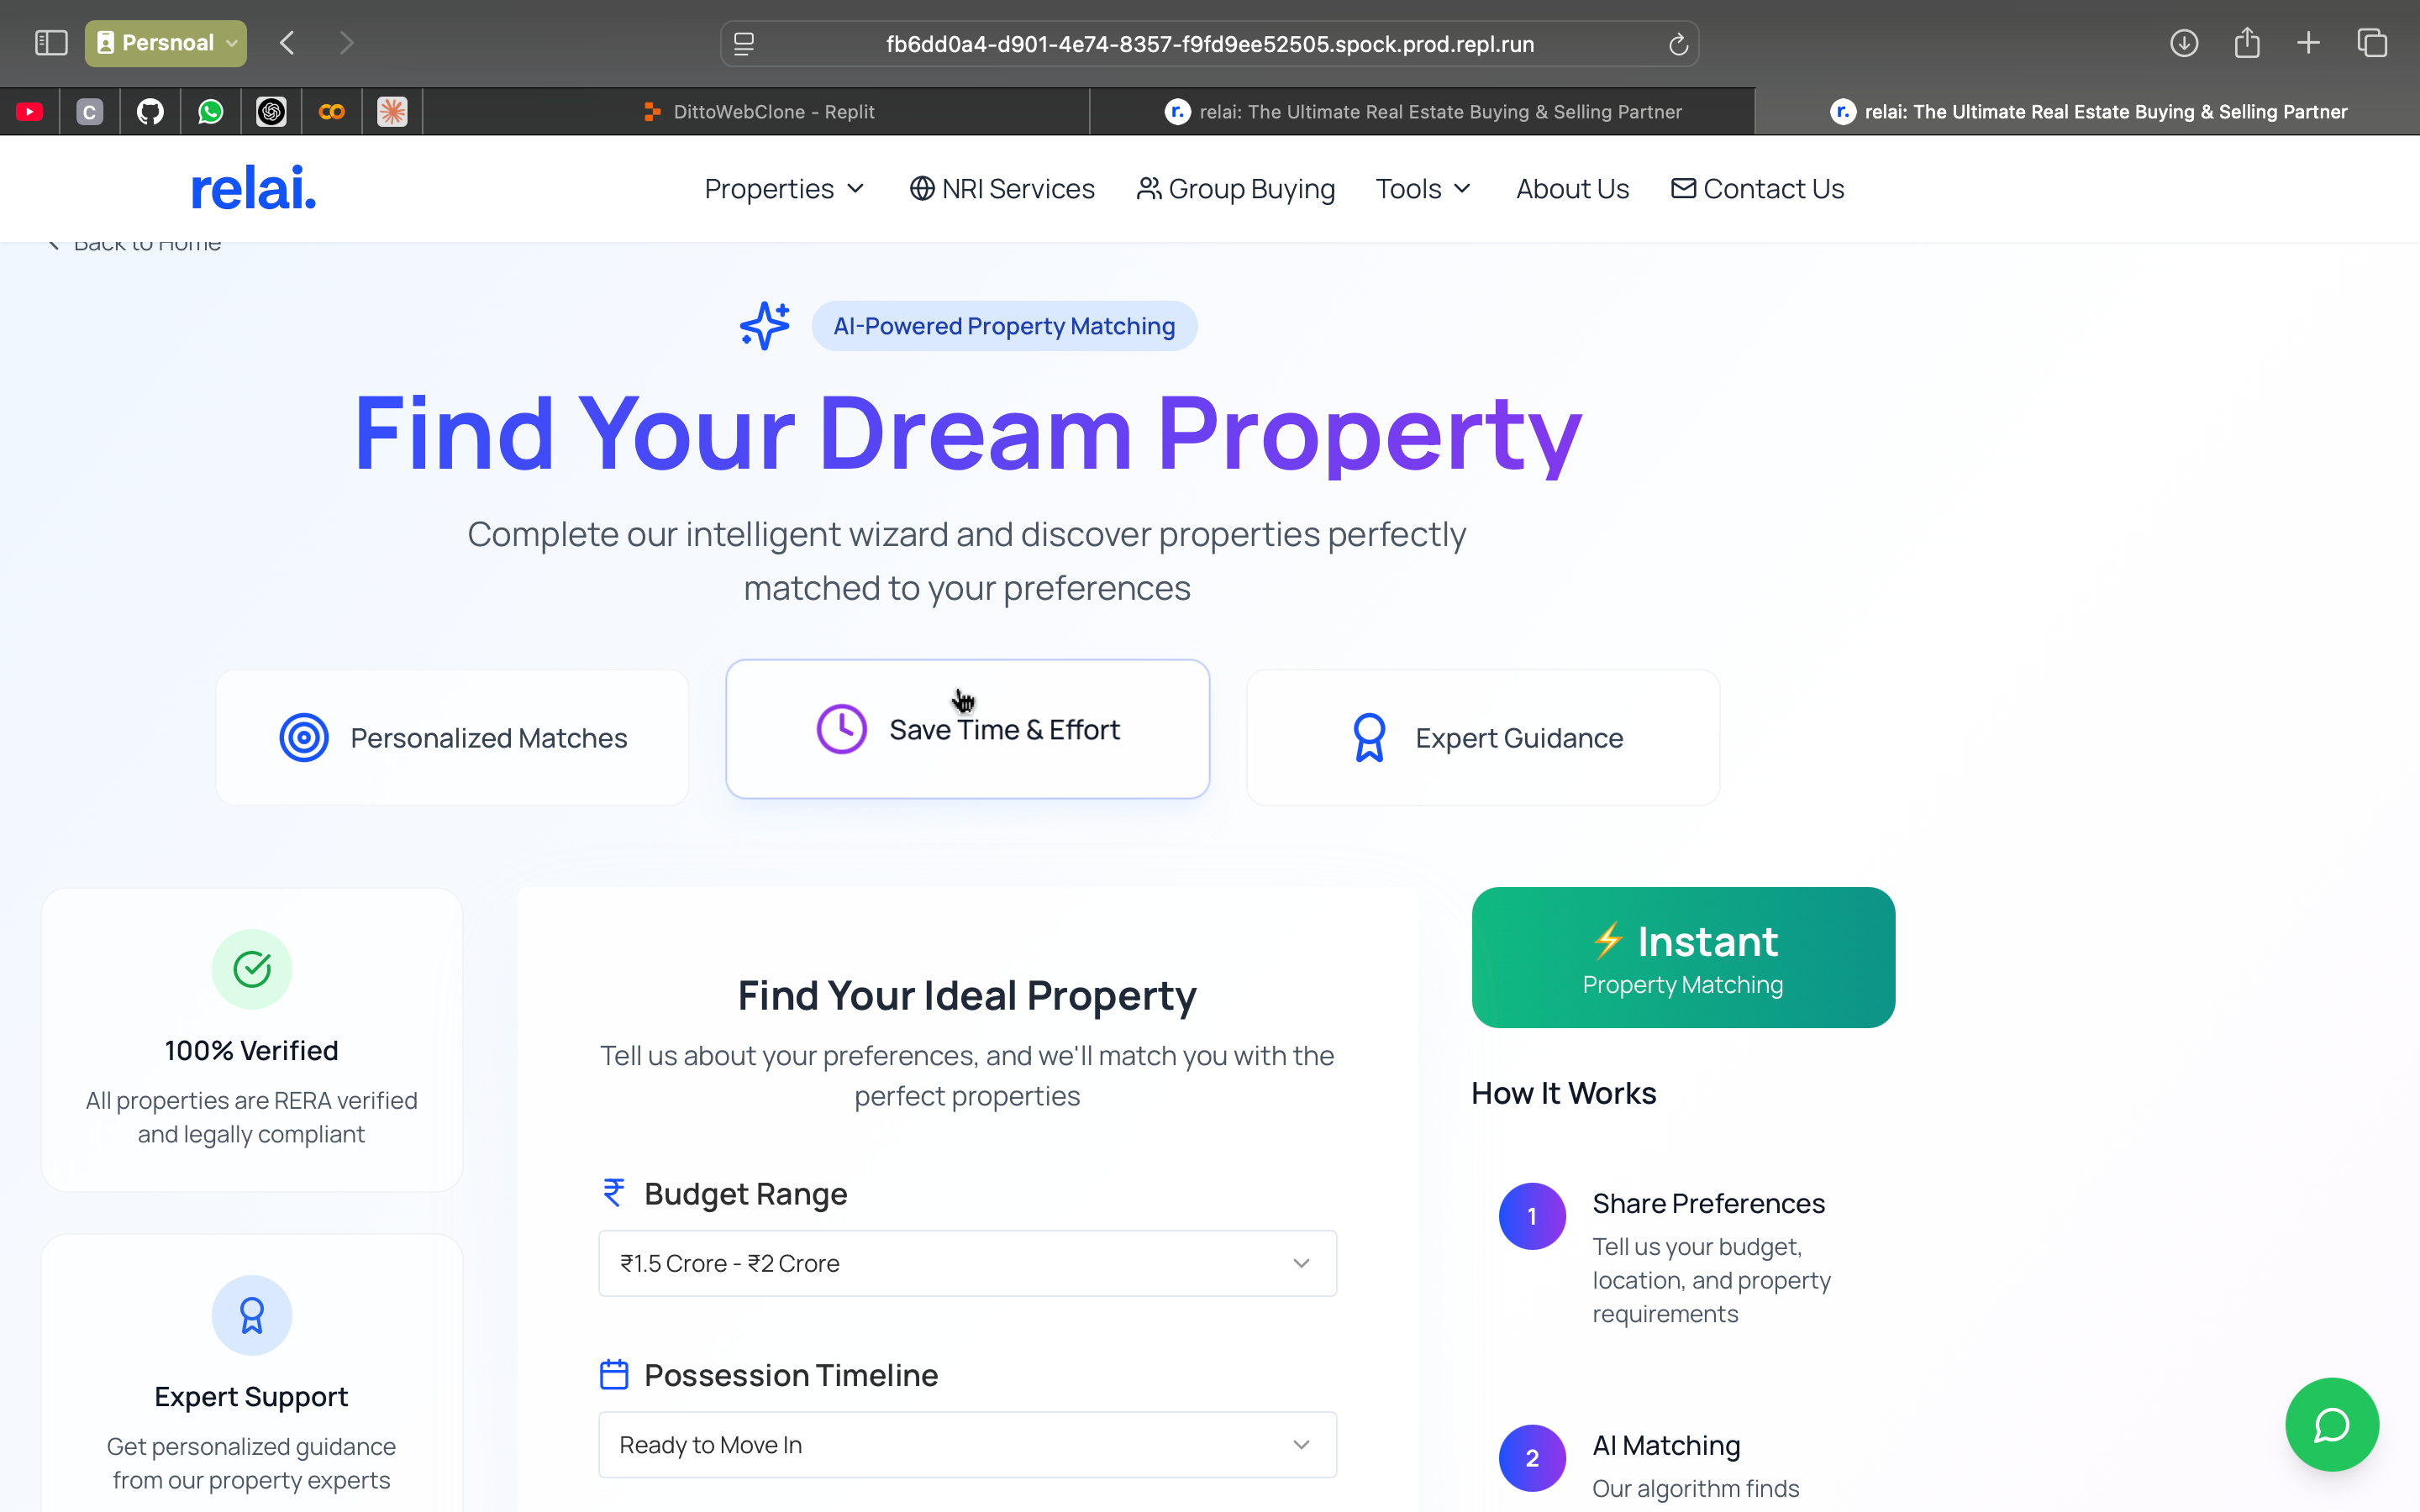 Persnoal
fb6dd0a4-d901-4e74-8357-f9fd9ee52505.spock.prod.repl.run
C
DittoWebClone - Replit
r. relai: The Ultimate Real Estate Buying & Selling Partner
r. relai: The Ultimate Real Estate Buying & Selling Partner
relai.
Properties
NRI Services
Group Buying
Tools
About Us
Contact Us
Back to Home
AI-Powered Property Matching
Find Your Dream Property
Complete our intelligent wizard and discover properties perfectly
matched to your preferences
Personalized Matches
Save Time & Effort
Expert Guidance
100% Verified
All properties are RERA verified
and legally compliant
Expert Support
Get personalized guidance
from our property experts
Find Your Ideal Property
Tell us about your preferences, and we'll match you with the
perfect properties
₹ Budget Range
₹1.5 Crore - ₹2 Crore
Possession Timeline
Ready to Move In
⚡ Instant
Property Matching
How It Works
1
Share Preferences
Tell us your budget,
location, and property
requirements
2
AI Matching
Our algorithm finds